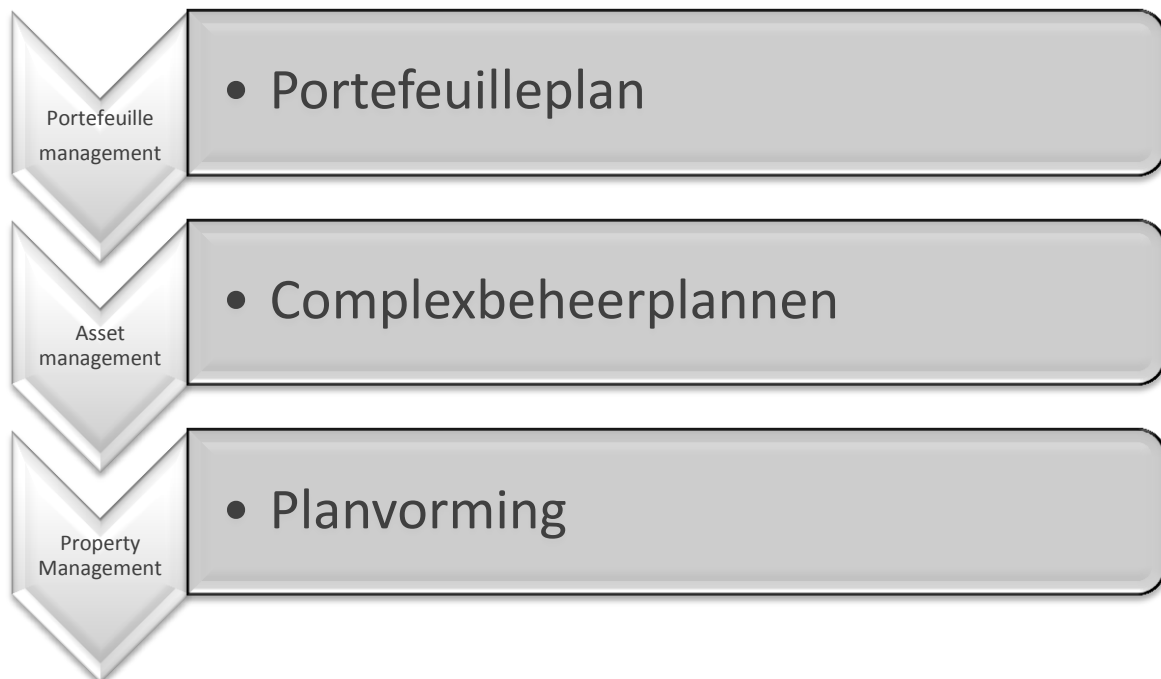 Portefeuille
management
• Portefeuilleplan
Asset
management
• Complexbeheerplannen
Property
Management
• Planvorming